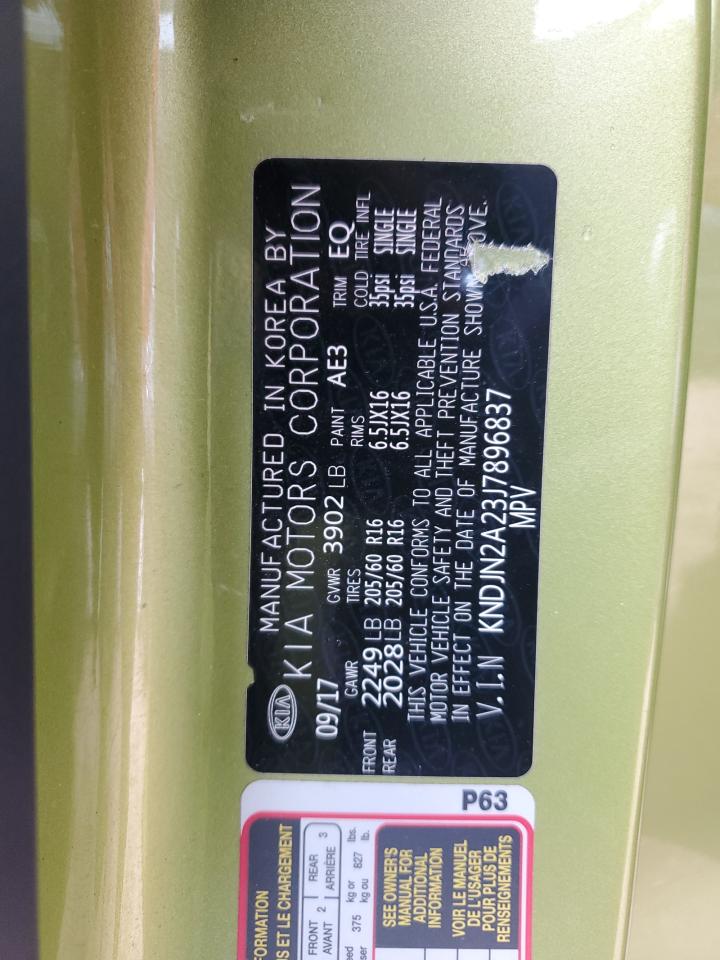 KIA
MANUFACTURED IN KOREA BY
KIA MOTORS CORPORATION
09/17 GVWR 3902 LB PAINT AE3 TRIM EQ
GAWR TIRES RIMS COLD TIRE INFL
FRONT 2249 LB 205/60 R16 6.5JX16 35psi SINGLE
REAR 2028 LB 205/60 R16 6.5JX16 35psi SINGLE
THIS VEHICLE CONFORMS TO ALL APPLICABLE U.S.A. FEDERAL
MOTOR VEHICLE SAFETY AND THEFT PREVENTION STANDARDS
IN EFFECT ON THE DATE OF MANUFACTURE SHOWN
V.I.N KNDJN2A23J7896837
MPV
P63
FORMATION
US ET LE CHARGEMENT
FRONT 2 REAR 3
AVANT ARRIÈRE
375 kg or 827 lbs.
kg ou lb.
SEE OWNER'S
MANUAL FOR
ADDITIONAL
INFORMATION
VOIR LE MANUEL
DE L'USAGER
POUR PLUS DE
RENSEIGNEMENTS